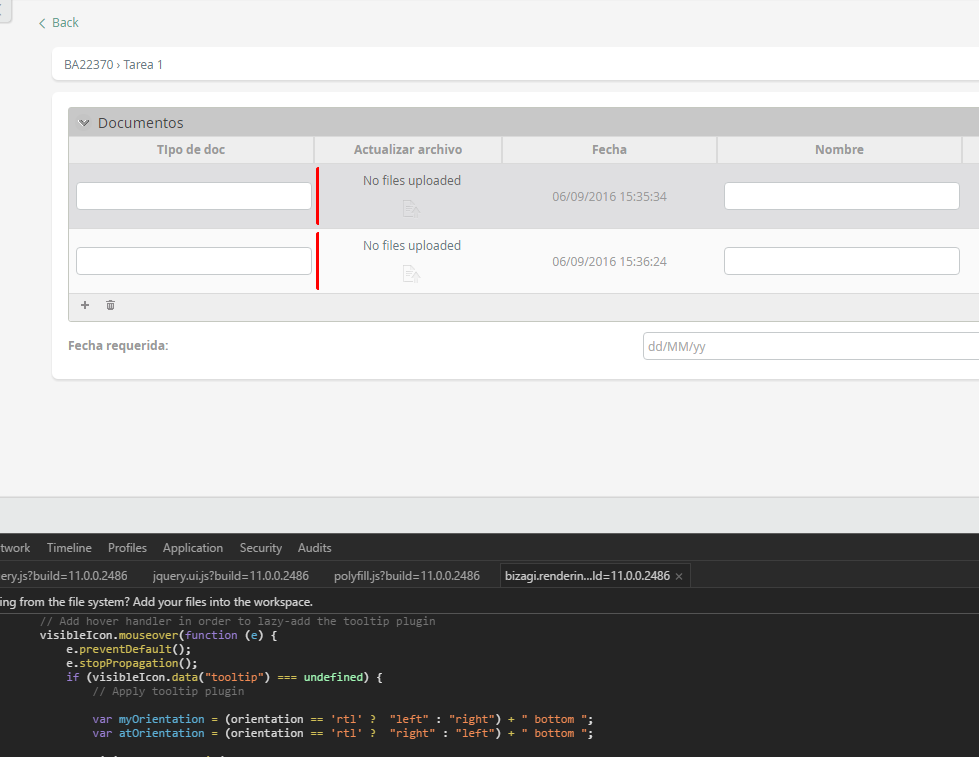 Back
BA22370 › Tarea 1
Documentos
TIpo de doc Actualizar archivo Fecha Nombre
No files uploaded
06/09/2016 15:35:34
No files uploaded
06/09/2016 15:36:24
Fecha requerida: dd/MM/yy
twork Timeline Profiles Application Security Audits
ery.js?build=11.0.0.2486 jquery.ui.js?build=11.0.0.2486 polyfill.js?build=11.0.0.2486 bizagi.renderin...ld=11.0.0.2486 ×
ing from the file system? Add your files into the workspace.
// Add hover handler in order to lazy-add the tooltip plugin
visibleIcon.mouseover(function (e) {
e.preventDefault();
e.stopPropagation();
if (visibleIcon.data("tooltip") === undefined) {
// Apply tooltip plugin
var myOrientation = (orientation == 'rtl' ?  "left" : "right") + " bottom ";
var atOrientation = (orientation == 'rtl' ?  "right" : "left") + " bottom ";